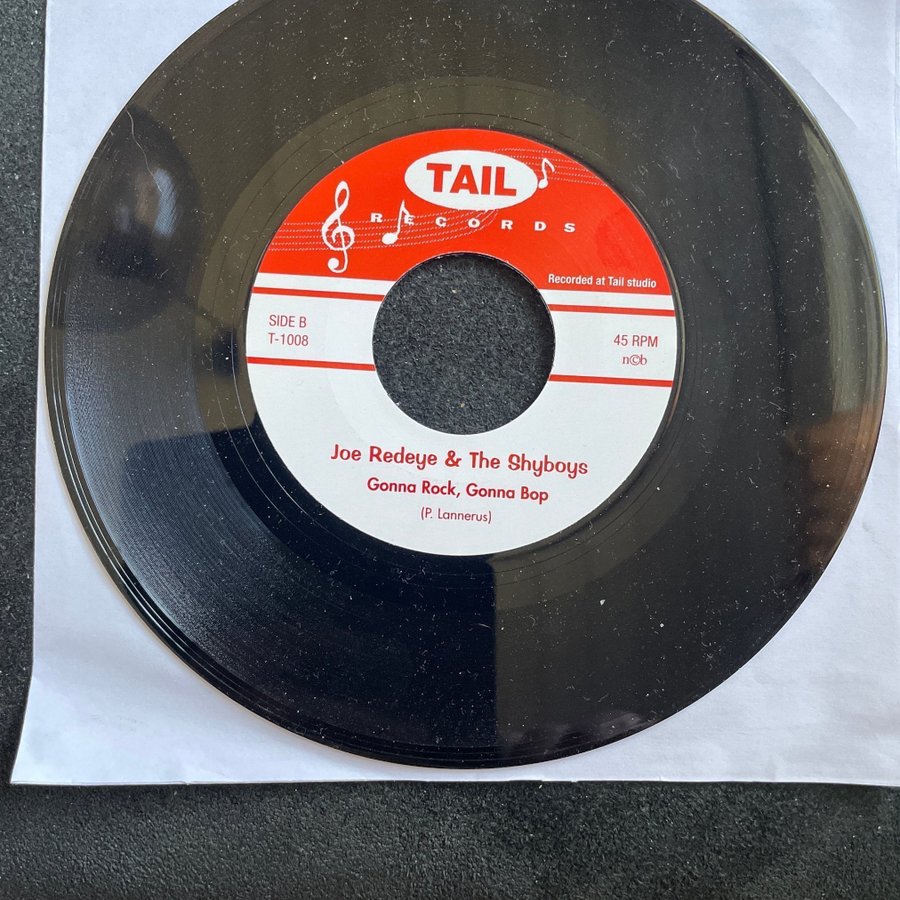 TAIL
RECORDS
Recorded at Tail studio
SIDE B
T-1008
45 RPM
n©b
Joe Redeye & The Shyboys
Gonna Rock, Gonna Bop
(P. Lannerus)